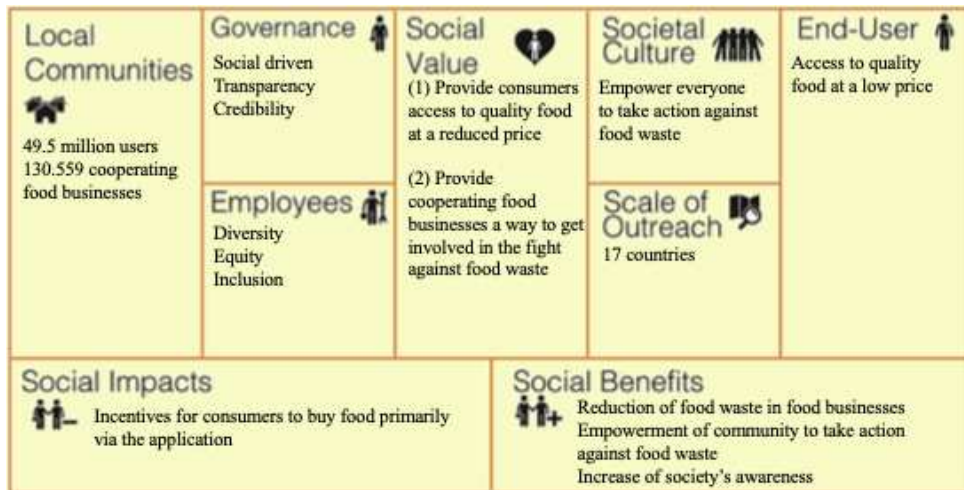 Local
Communities
49.5 million users
130.559 cooperating
food businesses
Governance
Social driven
Transparency
Credibility
Employees
Diversity
Equity
Inclusion
Social
Value
(1) Provide consumers
access to quality food
at a reduced price
(2) Provide
cooperating food
businesses a way to get
involved in the fight
against food waste
Societal
Culture
Empower everyone
to take action against
food waste
Scale of
Outreach
17 countries
End-User
Access to quality
food at a low price
Social Impacts
Incentives for consumers to buy food primarily
via the application
Social Benefits
Reduction of food waste in food businesses
Empowerment of community to take action
against food waste
Increase of society's awareness